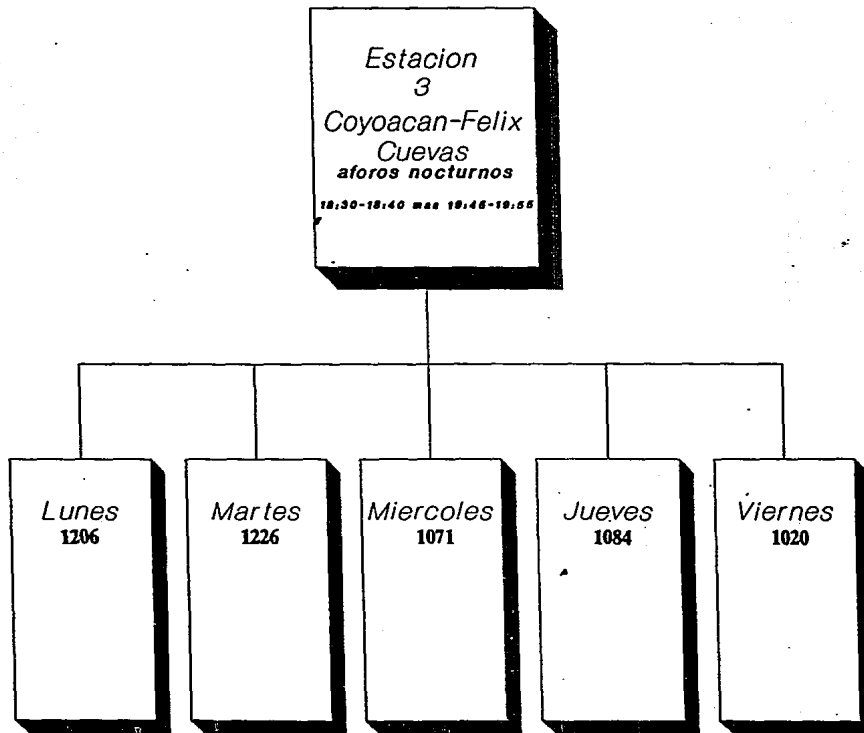 Estacion
3
Coyoacan-Felix
Cuevas
aforos nocturnos
18:30-18:40 mas 19:45-19:55
Lunes
1206
Martes
1226
Miercoles
1071
Jueves
1084
Viernes
1020